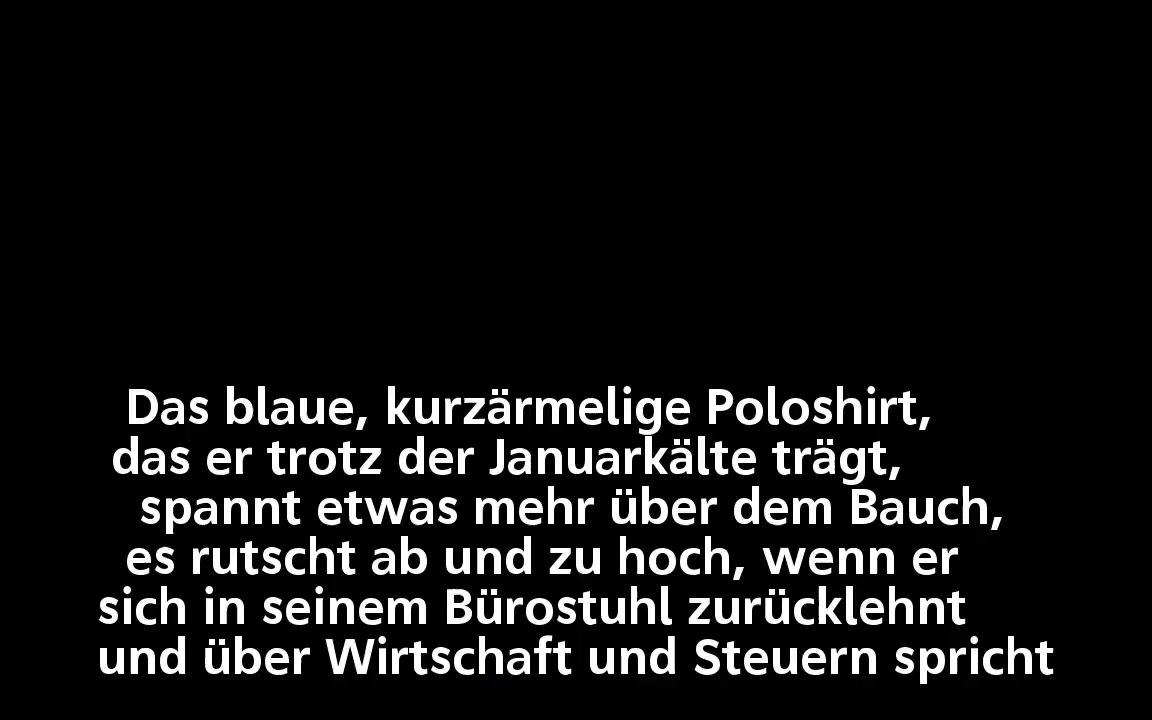 Das blaue, kurzärmelige Poloshirt,
das er trotz der Januarkälte trägt,
spannt etwas mehr über dem Bauch,
es rutscht ab und zu hoch, wenn er
sich in seinem Bürostuhl zurücklehnt
und über Wirtschaft und Steuern spricht